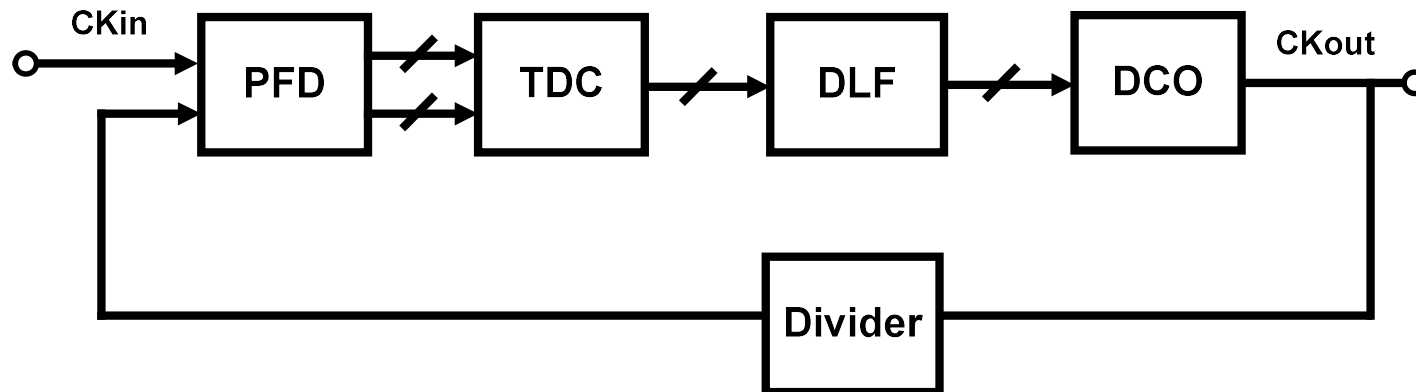 CKin
PFD
TDC
DLF
DCO
CKout
Divider